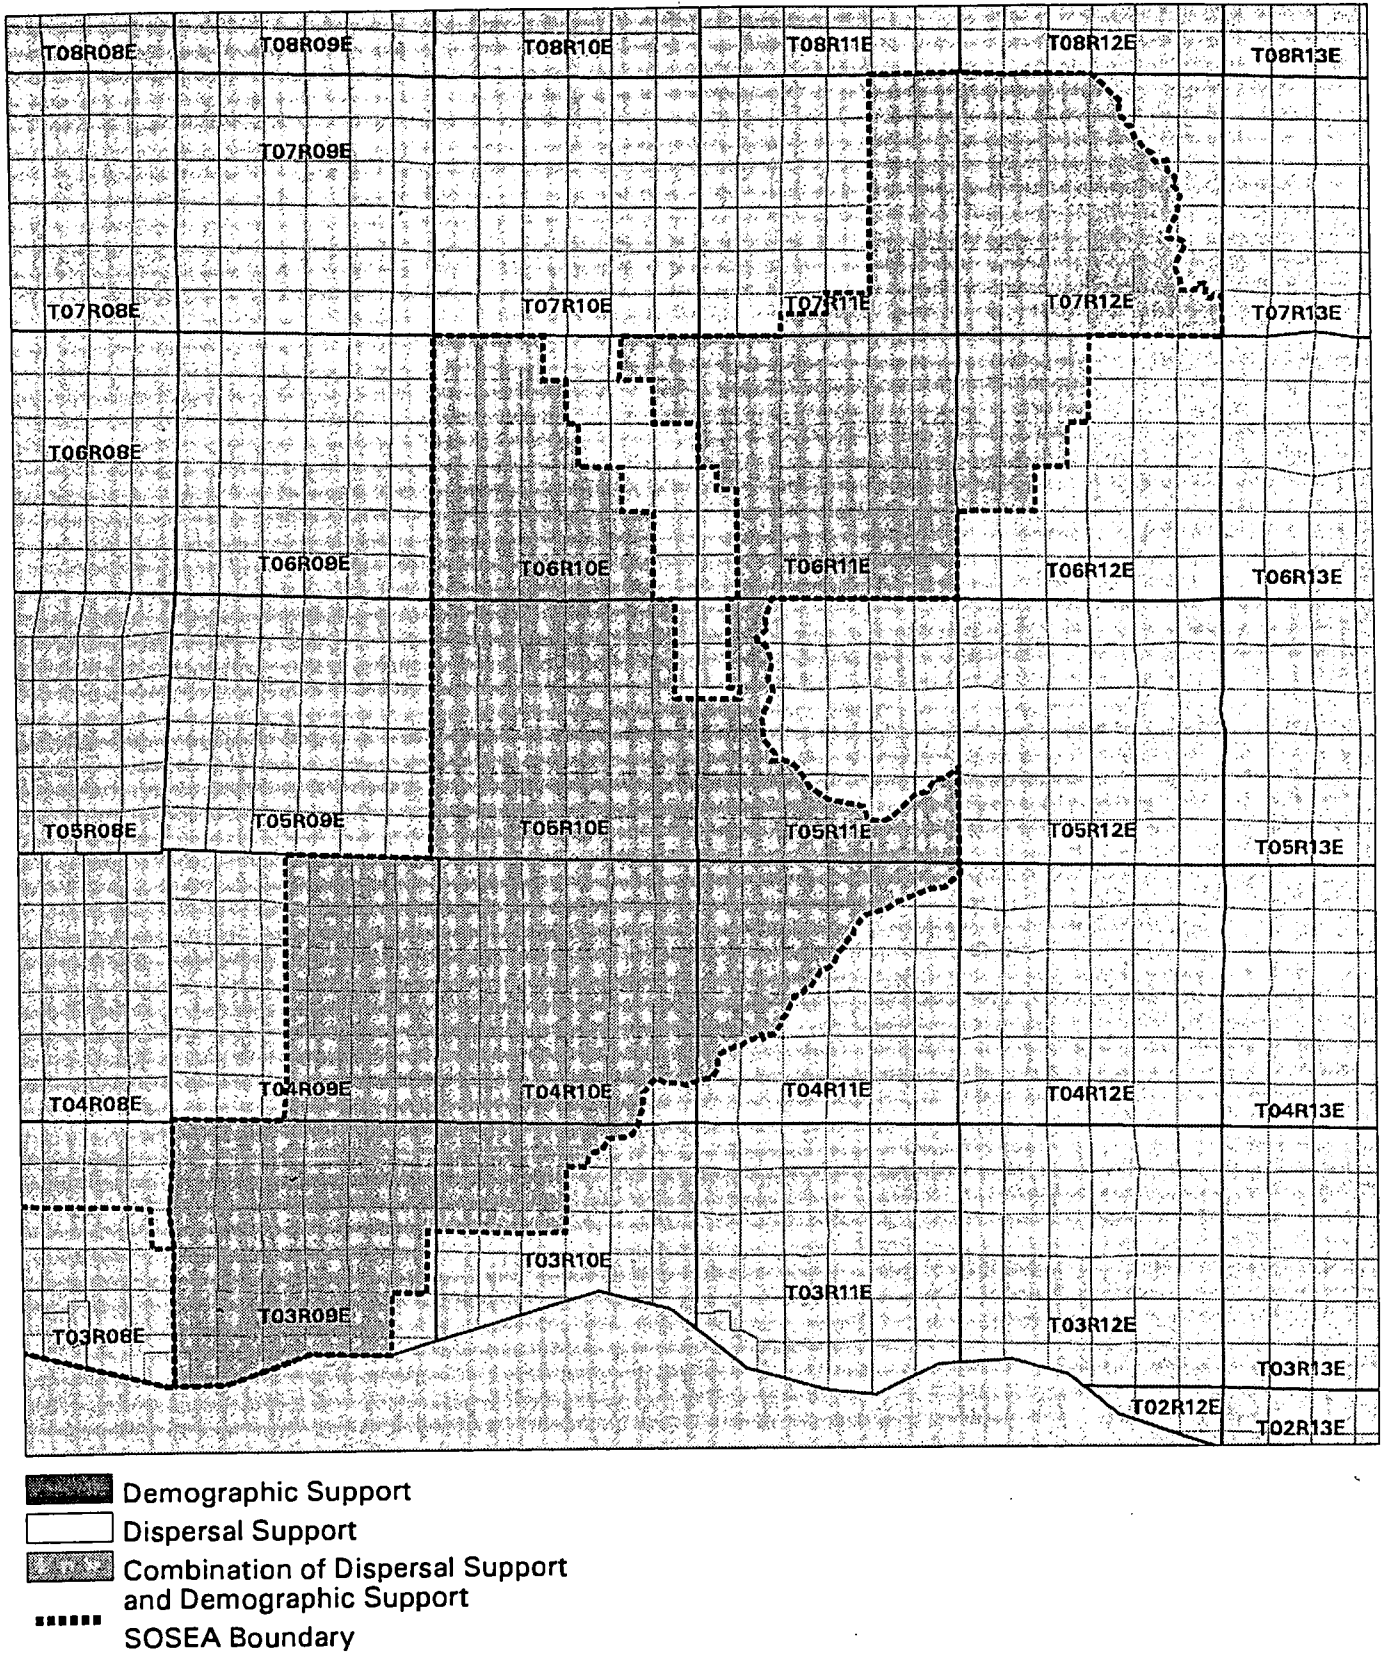 T08R08E
T08R09E
T08R10E
T08R11E
T08R12E
T08R13E
T07R09E
T07R08E
T07R10E
T07R11E
T07R12E
T07R13E
T06R08E
T06R09E
T06R10E
T06R11E
T06R12E
T06R13E
T05R08E
T05R09E
T05R10E
T05R11E
T05R12E
T05R13E
T04R08E
T04R09E
T04R10E
T04R11E
T04R12E
T04R13E
T03R10E
T03R11E
T03R08E
T03R09E
T03R12E
T03R13E
T02R12E
T02R13E
Demographic Support
Dispersal Support
Combination of Dispersal Support
and Demographic Support
SOSEA Boundary